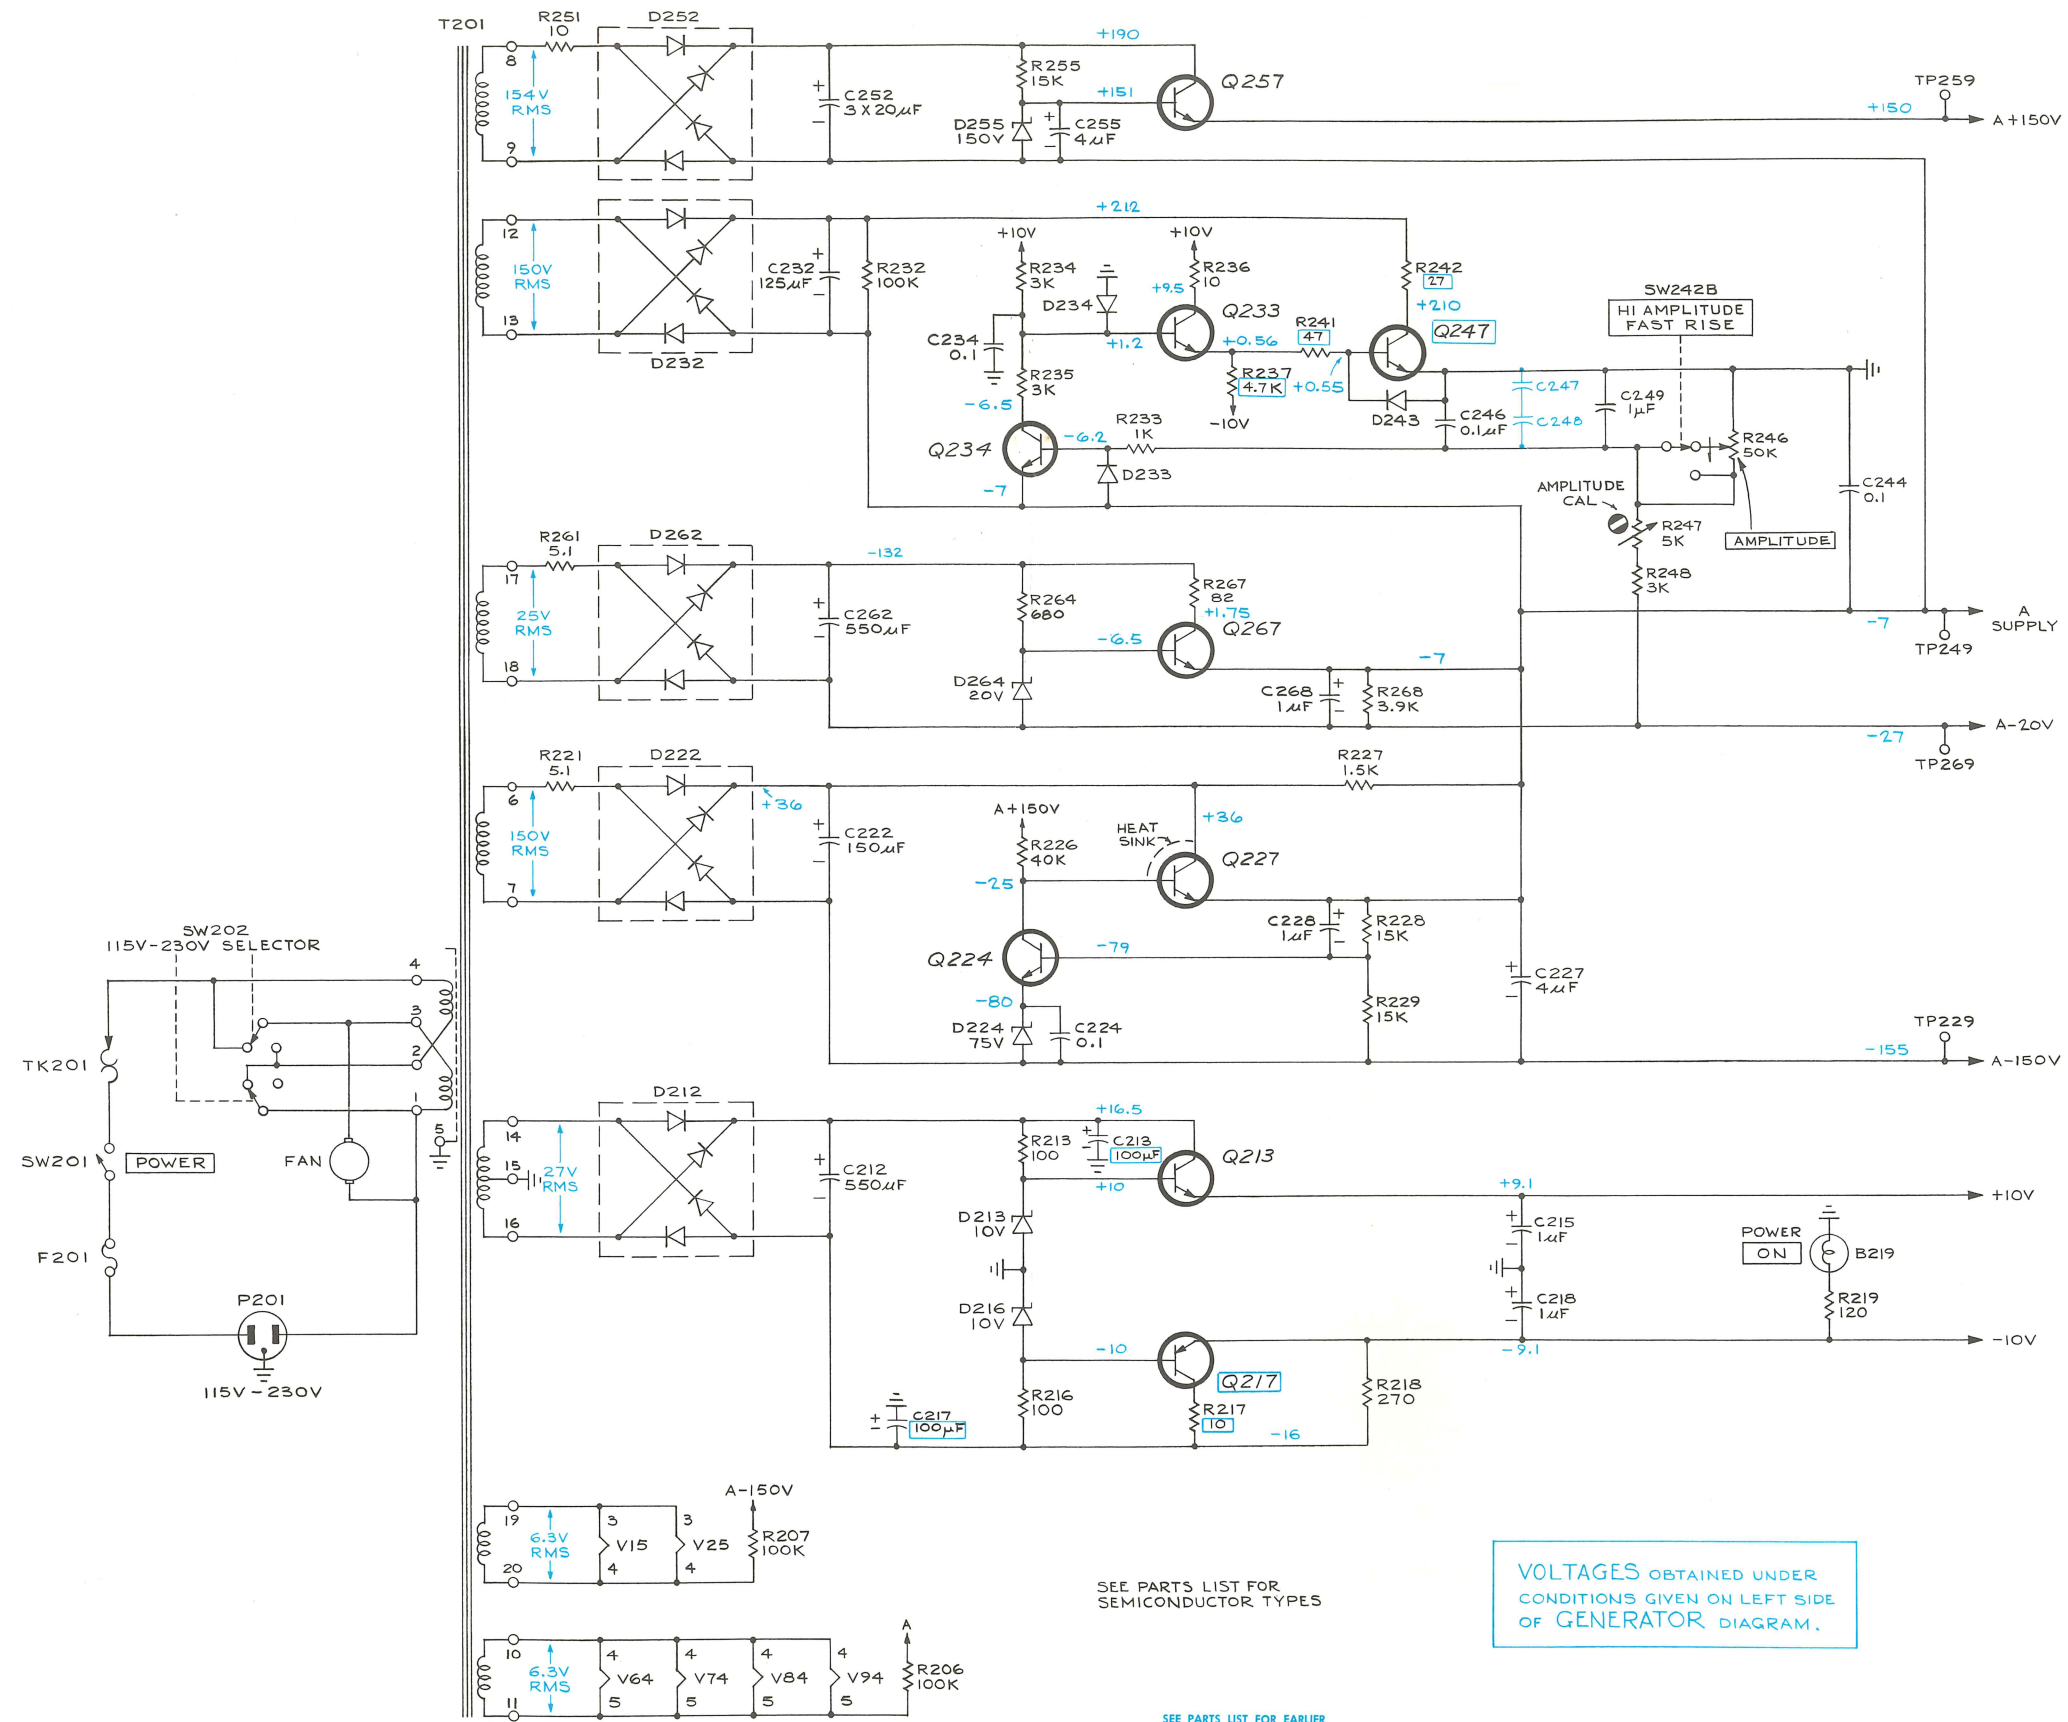 T201
R251
10
D252
8
154V
RMS
9
C252
3 X 20µF
+190
R255
15K
+151
D255
150V
C255
4µF
Q257
TP259
+150
A+150V
12
150V
RMS
13
D232
C232
125µF
R232
100K
+212
+10V
R234
3K
D234
C234
0.1
+1.2
R235
3K
-6.5
Q234
-7
+10V
R236
10
+9.5
Q233
+0.56
R237
4.7K
-10V
R241
47
+0.55
R242
27
+210
Q247
D243
-6.2
R233
1K
D233
C246
0.1µF
C247
C248
C249
1µF
SW242B
HI AMPLITUDE
FAST RISE
R246
50K
AMPLITUDE
CAL
R247
5K
AMPLITUDE
R248
3K
C244
0.1
A
SUPPLY
-7
TP249
R261
5.1
D262
17
25V
RMS
18
-132
C262
550µF
R264
680
-6.5
D264
20V
R267
82
+1.75
Q267
-7
C268
1µF
R268
3.9K
A-20V
-27
TP269
R221
5.1
D222
6
150V
RMS
7
+36
C222
150µF
A+150V
R226
40K
-25
HEAT
SINK
+36
Q227
R227
1.5K
C228
1µF
R228
15K
Q224
-79
-80
D224
75V
C224
0.1
R229
15K
C227
4µF
TP229
-155
A-150V
SW202
115V-230V SELECTOR
4
3
2
1
5
TK201
SW201
POWER
FAN
F201
P201
115V-230V
D212
14
15
27V
RMS
16
C212
550µF
+16.5
R213
100
C213
100µF
+10
Q213
D213
10V
D216
10V
-10
R216
100
C217
100µF
Q217
R217
10
-16
R218
270
+9.1
C215
1µF
C218
1µF
-9.1
+10V
POWER
ON
B219
R219
120
-10V
19
6.3V
RMS
20
3
V15
4
3
V25
4
A-150V
R207
100K
10
6.3V
RMS
11
4
V64
5
4
V74
5
4
V84
5
4
V94
5
A
R206
100K
SEE PARTS LIST FOR
SEMICONDUCTOR TYPES
VOLTAGES OBTAINED UNDER
CONDITIONS GIVEN ON LEFT SIDE
OF GENERATOR DIAGRAM.
SEE PARTS LIST FOR EARLIER